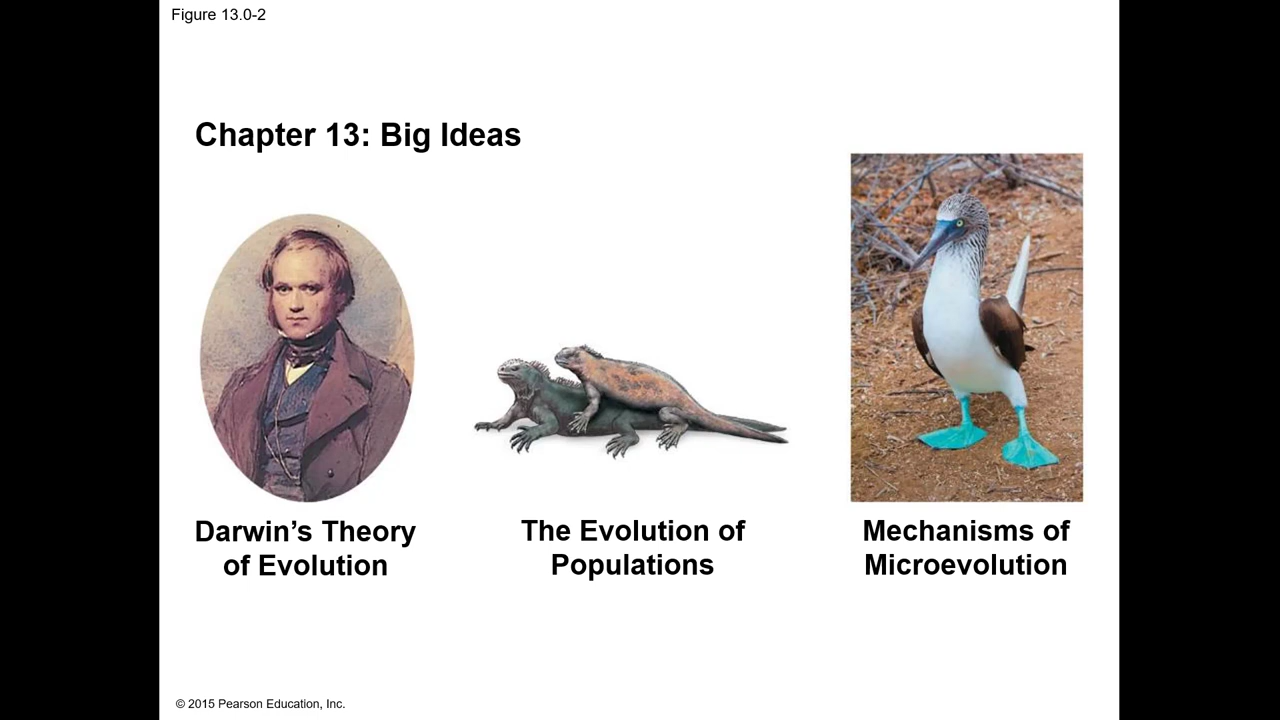 Figure 13.0-2
Chapter 13: Big Ideas
Darwin’s Theory
of Evolution
The Evolution of
Populations
Mechanisms of
Microevolution
© 2015 Pearson Education, Inc.